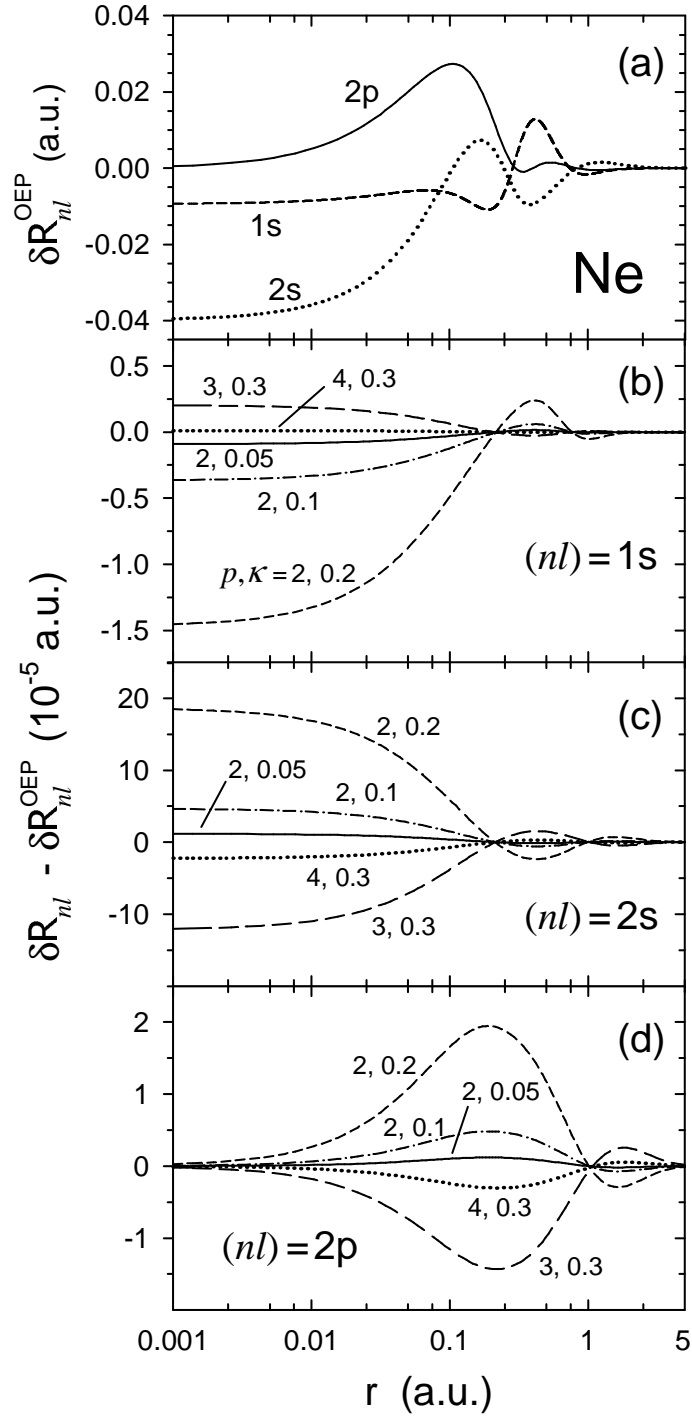 δR_nl^OEP (a.u.)
0.04
0.02
0.00
-0.02
-0.04
(a)
2p
1s
2s
Ne
δR_nl - δR_nl^OEP (10^-5 a.u.)
0.5
0.0
-0.5
-1.0
-1.5
(b)
3, 0.3
4, 0.3
2, 0.05
2, 0.1
p, κ = 2, 0.2
(nl) = 1s
20
10
0
-10
(c)
2, 0.2
2, 0.05
2, 0.1
4, 0.3
3, 0.3
(nl) = 2s
2
1
0
-1
(d)
2, 0.2
2, 0.05
2, 0.1
4, 0.3
3, 0.3
(nl) = 2p
0.001
0.01
0.1
1
5
r (a.u.)